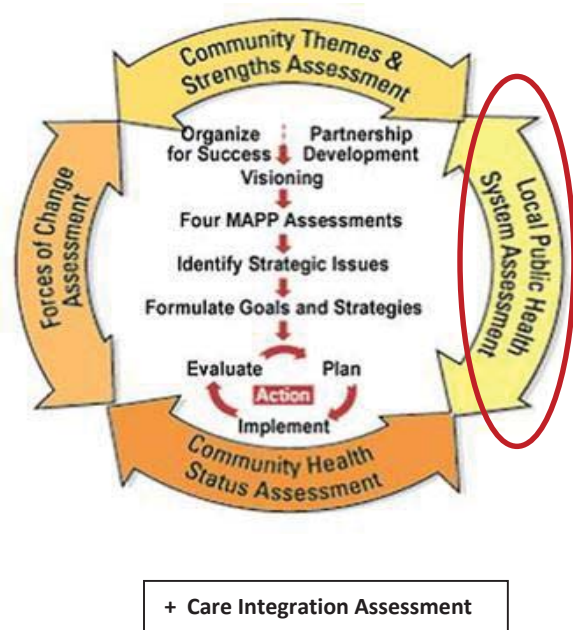 Community Themes &
Strengths Assessment
Organize
for Success
Partnership
Development
Visioning
Four MAPP Assessments
Identify Strategic Issues
Formulate Goals and Strategies
Evaluate
Plan
Action
Implement
Forces of Change
Assessment
Local Public Health
System Assessment
Community Health
Status Assessment
+ Care Integration Assessment